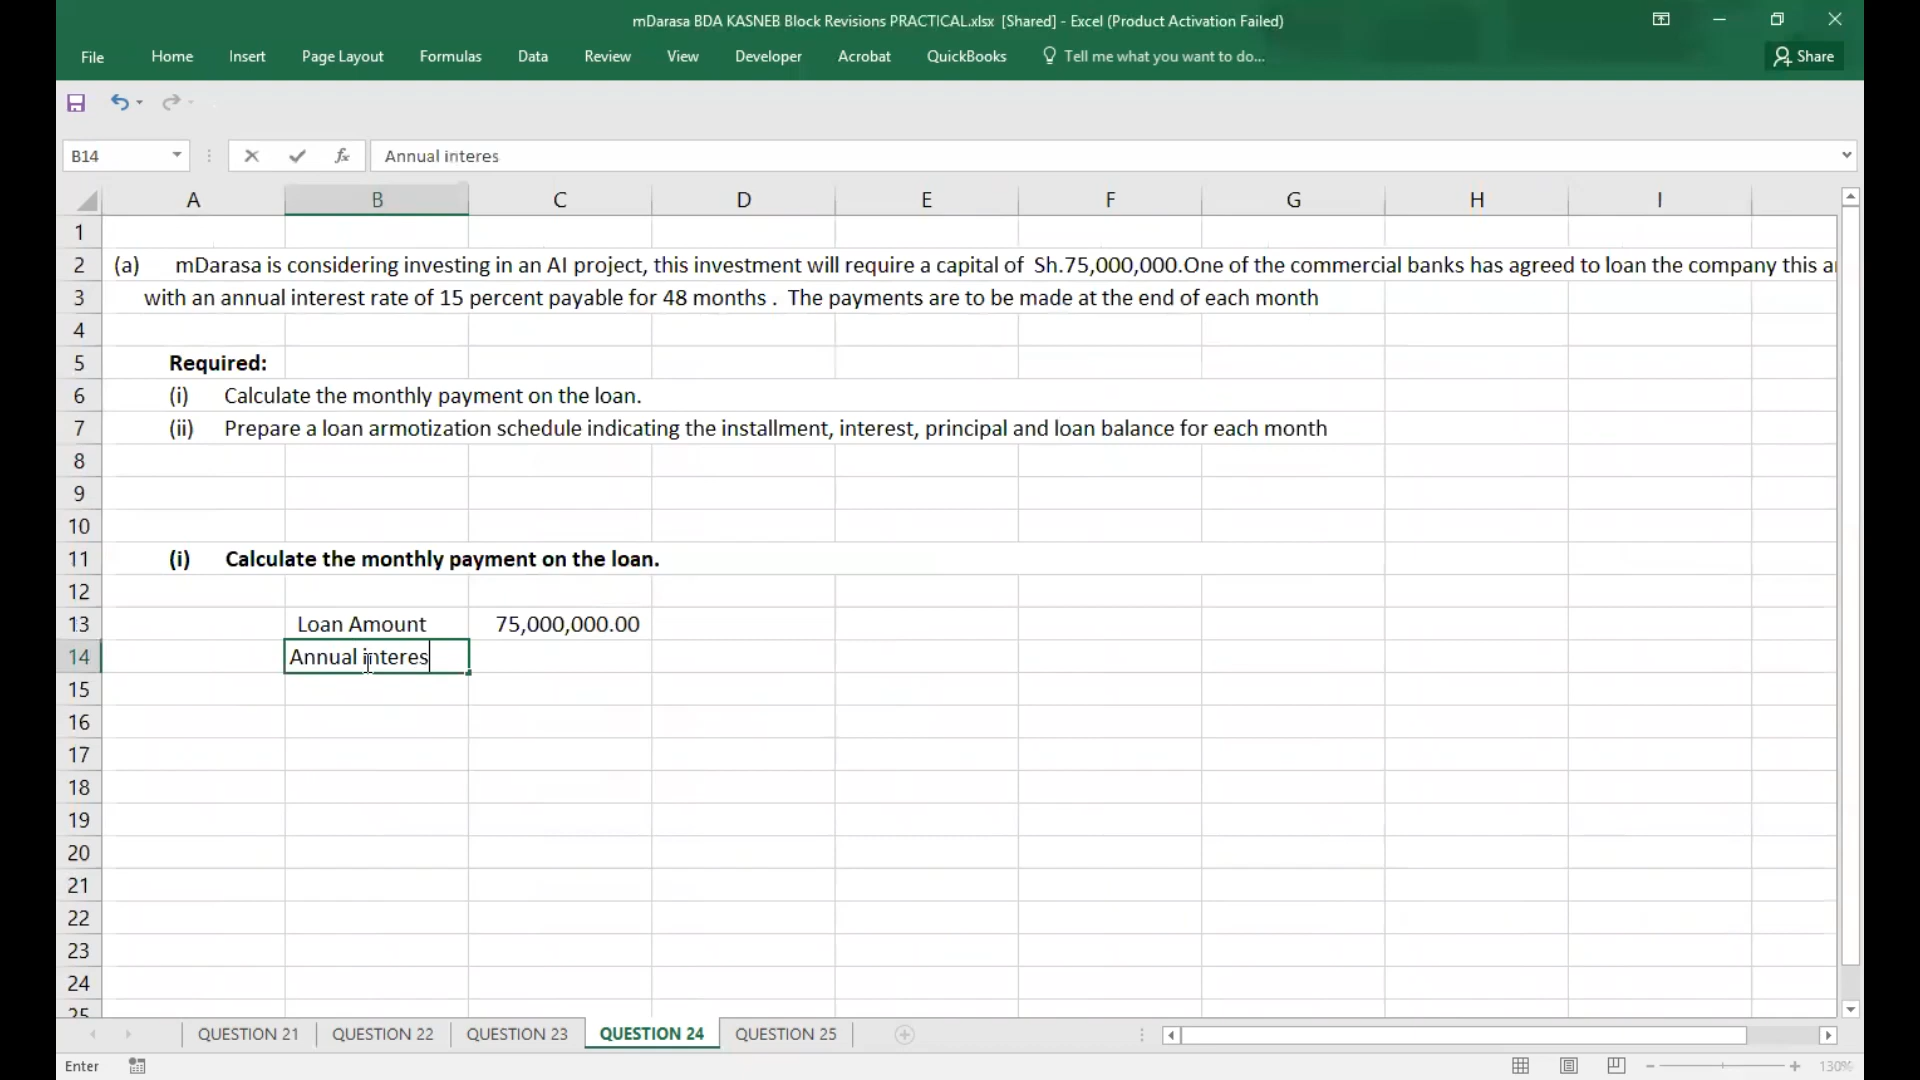 mDarasa BDA KASNEB Block Revisions PRACTICAL.xlsx [Shared] - Excel (Product Activation Failed)
File Home Insert Page Layout Formulas Data Review View Developer Acrobat QuickBooks Tell me what you want to do... Share
B14 fx Annual interes
A B C D E F G H I
1
2 (a) mDarasa is considering investing in an AI project, this investment will require a capital of Sh.75,000,000.One of the commercial banks has agreed to loan the company this
3 with an annual interest rate of 15 percent payable for 48 months . The payments are to be made at the end of each month
4
5 Required:
6 (i) Calculate the monthly payment on the loan.
7 (ii) Prepare a loan armotization schedule indicating the installment, interest, principal and loan balance for each month
8
9
10
11 (i) Calculate the monthly payment on the loan.
12
13 Loan Amount 75,000,000.00
14 Annual interes
15
16
17
18
19
20
21
22
23
24
25
QUESTION 21 QUESTION 22 QUESTION 23 QUESTION 24 QUESTION 25
Enter 130%